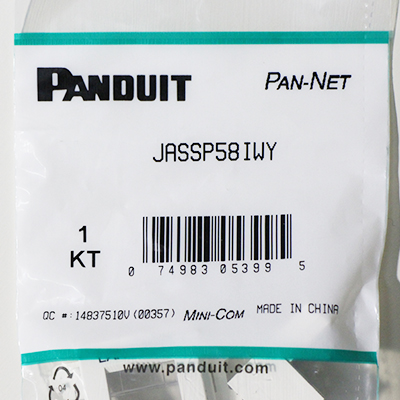 PANDUIT PAN-NET
JASSP58IWY
1
KT
0 74983 05399 5
QC #:14837510V(00357) MINI-COM MADE IN CHINA
www.panduit.com
04